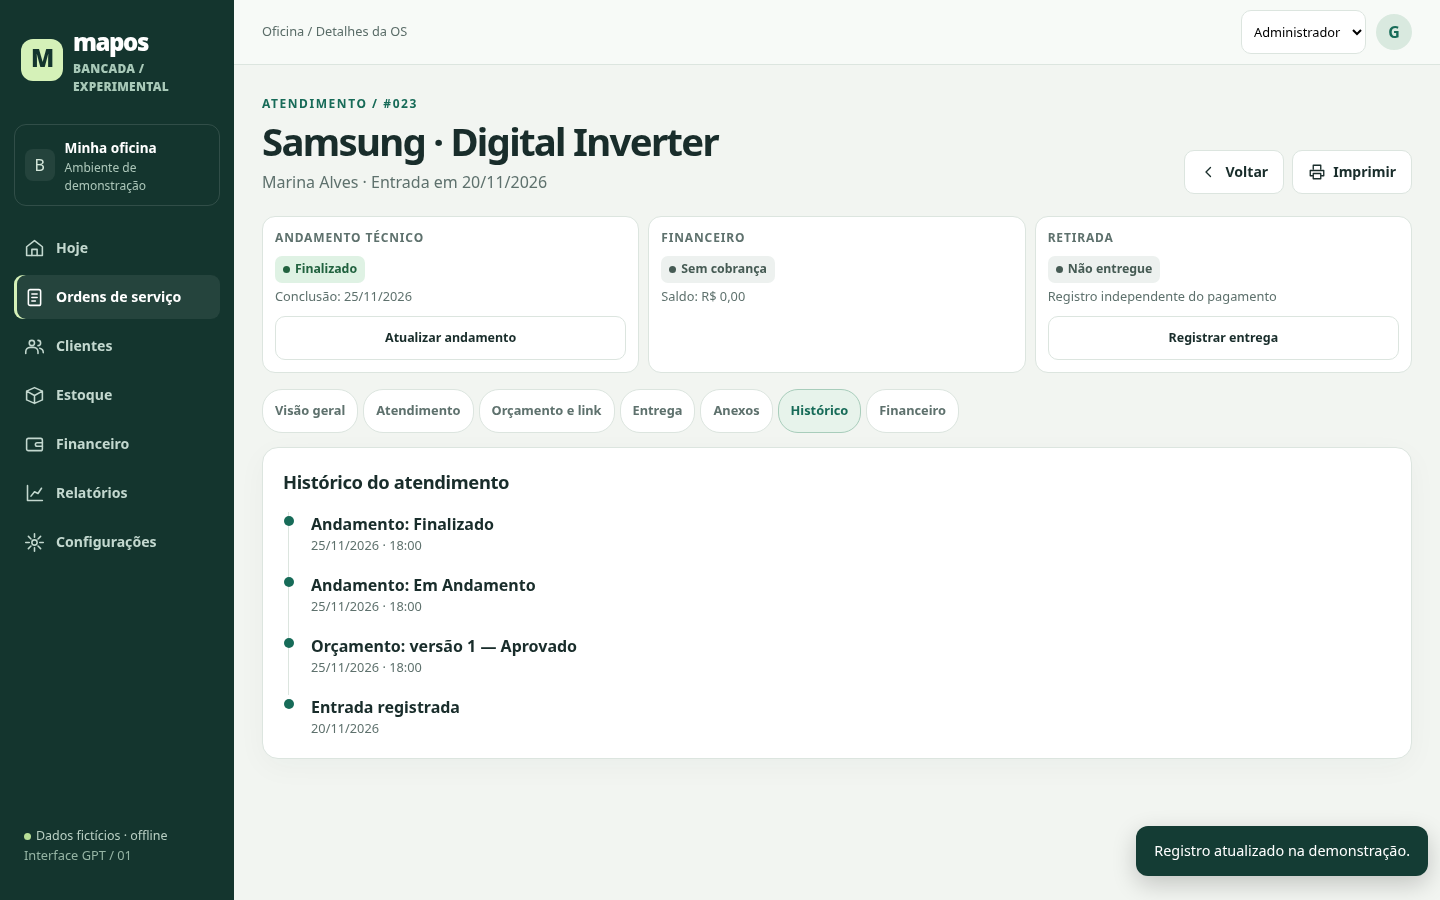 M
mapos
BANCADA /
EXPERIMENTAL
B
Minha oficina
Ambiente de
demonstração
Hoje
Ordens de serviço
Clientes
Estoque
Financeiro
Relatórios
Configurações
Dados fictícios · offline
Interface GPT / 01
Oficina / Detalhes da OS
Administrador
G
ATENDIMENTO / #023
Samsung · Digital Inverter
Marina Alves · Entrada em 20/11/2026
Voltar
Imprimir
ANDAMENTO TÉCNICO
Finalizado
Conclusão: 25/11/2026
Atualizar andamento
FINANCEIRO
Sem cobrança
Saldo: R$ 0,00
RETIRADA
Não entregue
Registro independente do pagamento
Registrar entrega
Visão geral
Atendimento
Orçamento e link
Entrega
Anexos
Histórico
Financeiro
Histórico do atendimento
Andamento: Finalizado
25/11/2026 · 18:00
Andamento: Em Andamento
25/11/2026 · 18:00
Orçamento: versão 1 — Aprovado
25/11/2026 · 18:00
Entrada registrada
20/11/2026
Registro atualizado na demonstração.